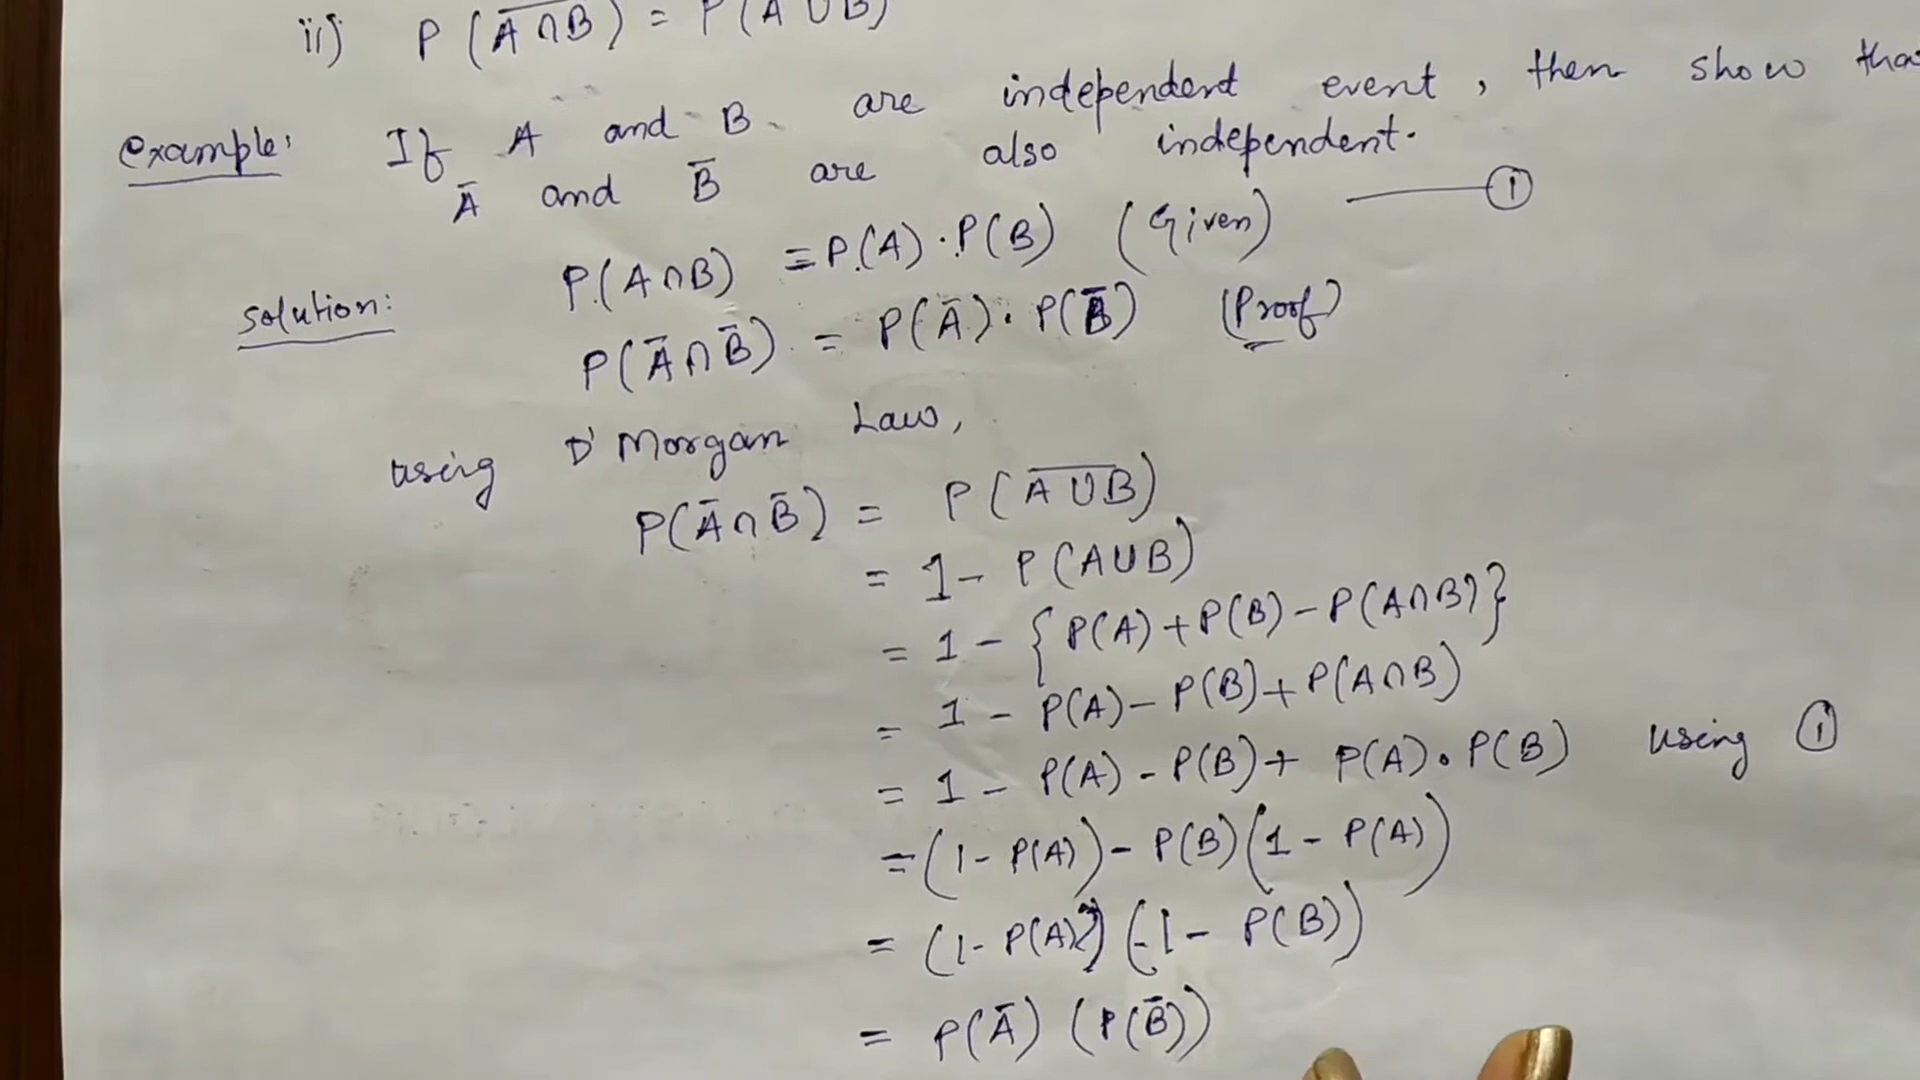 ii) P(A̅∩̅B̅) = P(A̅ ∪ B̅)
Example: If A and B are independent event, then show tha
A̅ and B̅ are also independent.
Solution: P(A∩B) = P(A)·P(B) (Given) ——— ①
P(A̅∩B̅) = P(A̅)·P(B̅) (Proof)
using D'Morgan Law,
P(A̅∩B̅) = P(A̅∪̅B̅)
= 1 - P(A∪B)
= 1 - {P(A)+P(B)-P(A∩B)}
= 1 - P(A)-P(B)+P(A∩B)
= 1 - P(A)-P(B)+ P(A)·P(B) using ①
=(1-P(A))-P(B)(1-P(A))
= (1-P(A))(1-P(B))
= P(A̅)(P(B̅))